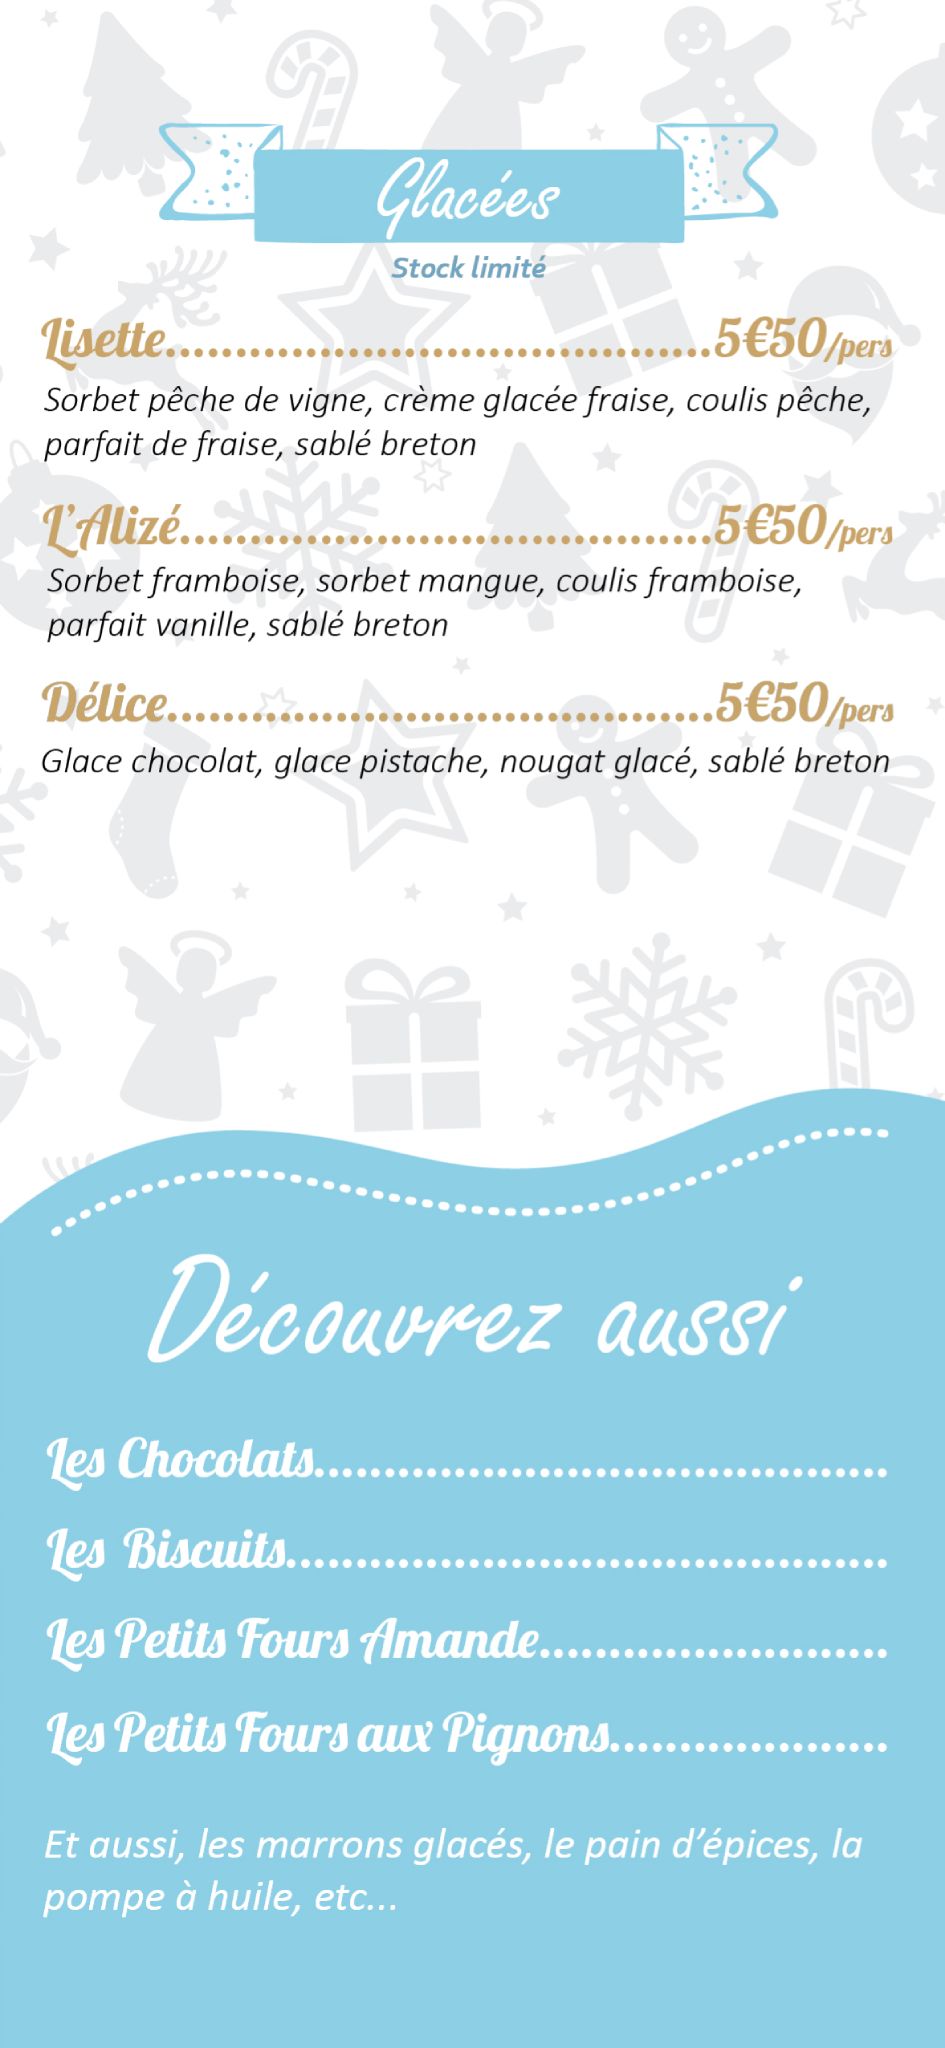 Glacées
Stock limité
Lisette.......................................5€50/pers
Sorbet pêche de vigne, crème glacée fraise, coulis pêche,
parfait de fraise, sablé breton
L'Alizé......................................5€50/pers
Sorbet framboise, sorbet mangue, coulis framboise,
parfait vanille, sablé breton
Délice.......................................5€50/pers
Glace chocolat, glace pistache, nougat glacé, sablé breton
Découvrez aussi
Les Chocolats.........................................
Les Biscuits...........................................
Les Petits Fours Amande.........................
Les Petits Fours aux Pignons....................
Et aussi, les marrons glacés, le pain d'épices, la
pompe à huile, etc...